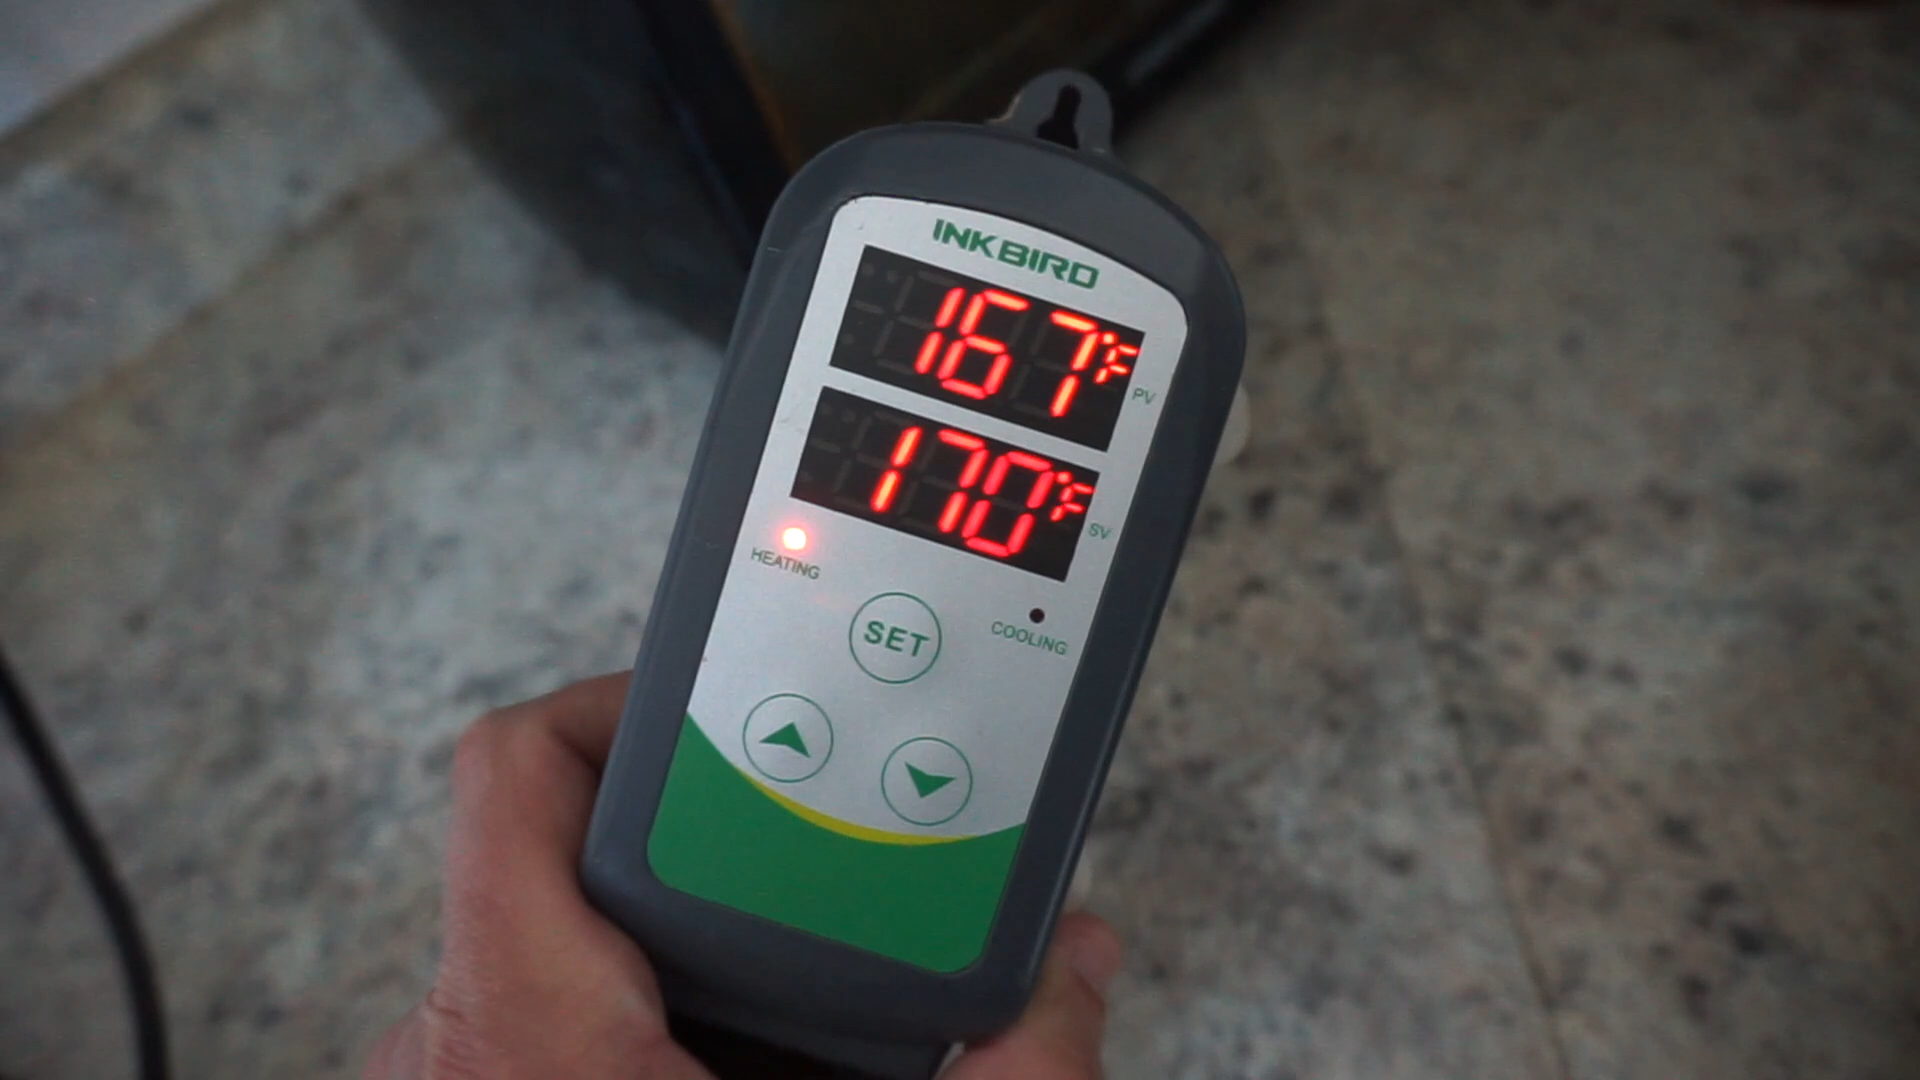 INKBIRD
167°F PV
170°F SV
HEATING
COOLING
SET